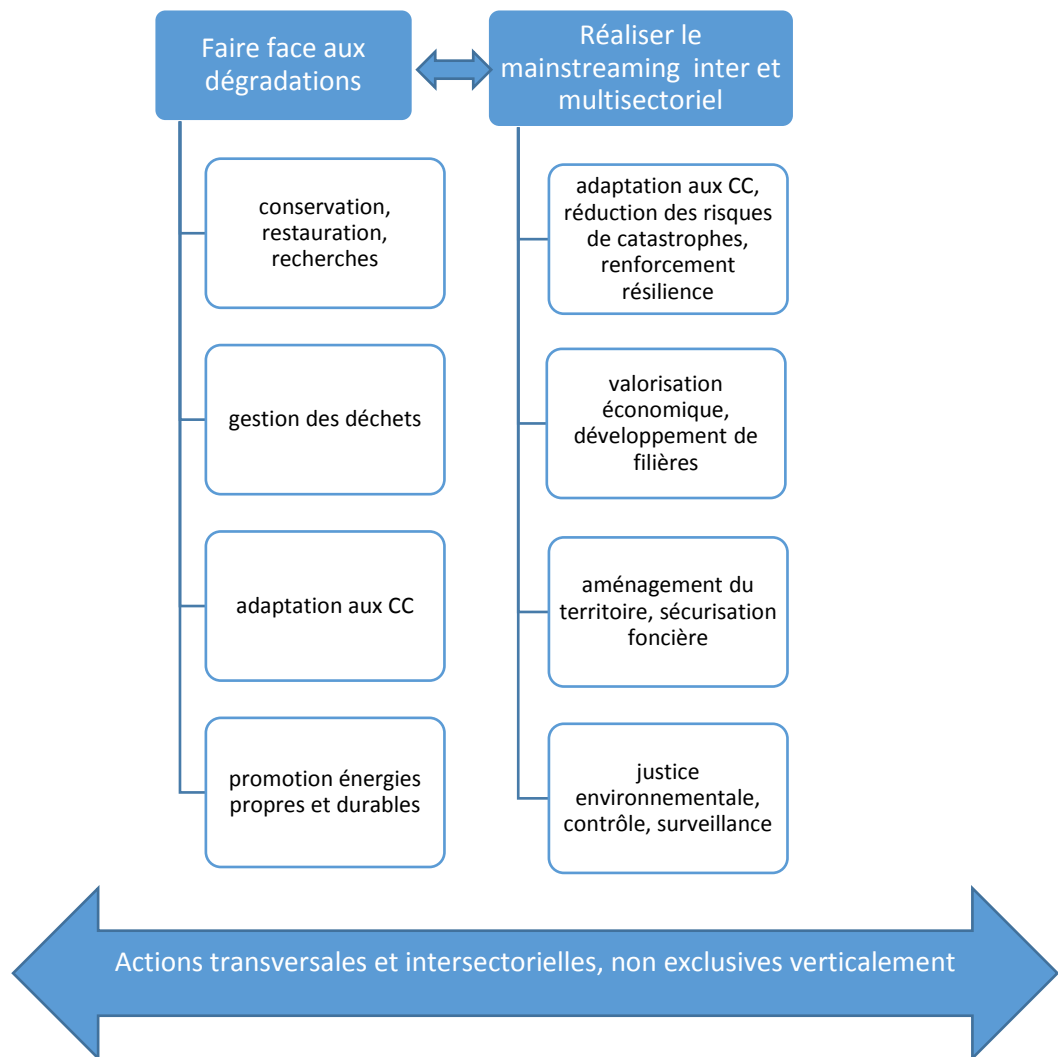 Faire face aux
dégradations
Réaliser le
mainstreaming inter et
multisectoriel
conservation,
restauration,
recherches
gestion des déchets
adaptation aux CC
promotion énergies
propres et durables
adaptation aux CC,
réduction des risques
de catastrophes,
renforcement
résilience
valorisation
économique,
développement de
filières
aménagement du
territoire, sécurisation
foncière
justice
environnementale,
contrôle, surveillance
Actions transversales et intersectorielles, non exclusives verticalement